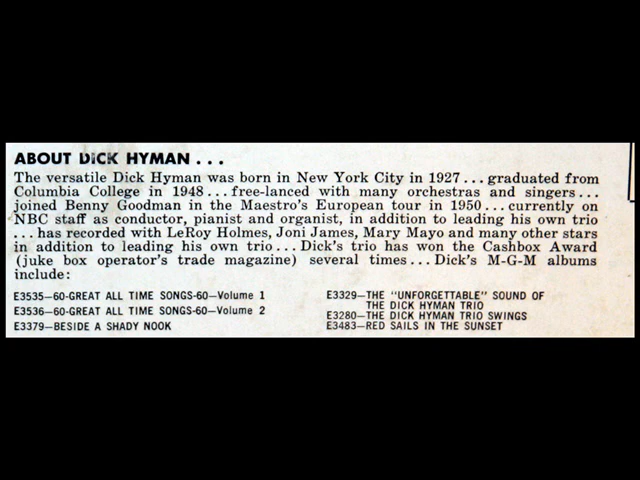 ABOUT DICK HYMAN . . .
The versatile Dick Hyman was born in New York City in 1927 . . . graduated from
Columbia College in 1948 . . . free-lanced with many orchestras and singers . . .
joined Benny Goodman in the Maestro's European tour in 1950 . . . currently on
NBC staff as conductor, pianist and organist, in addition to leading his own trio
. . . has recorded with LeRoy Holmes, Joni James, Mary Mayo and many other stars
in addition to leading his own trio . . . Dick's trio has won the Cashbox Award
(juke box operator's trade magazine) several times . . . Dick's M-G-M albums
include:
E3535—60-GREAT ALL TIME SONGS-60—Volume 1
E3536—60-GREAT ALL TIME SONGS-60—Volume 2
E3379—BESIDE A SHADY NOOK
E3329—THE "UNFORGETTABLE" SOUND OF
THE DICK HYMAN TRIO
E3280—THE DICK HYMAN TRIO SWINGS
E3483—RED SAILS IN THE SUNSET